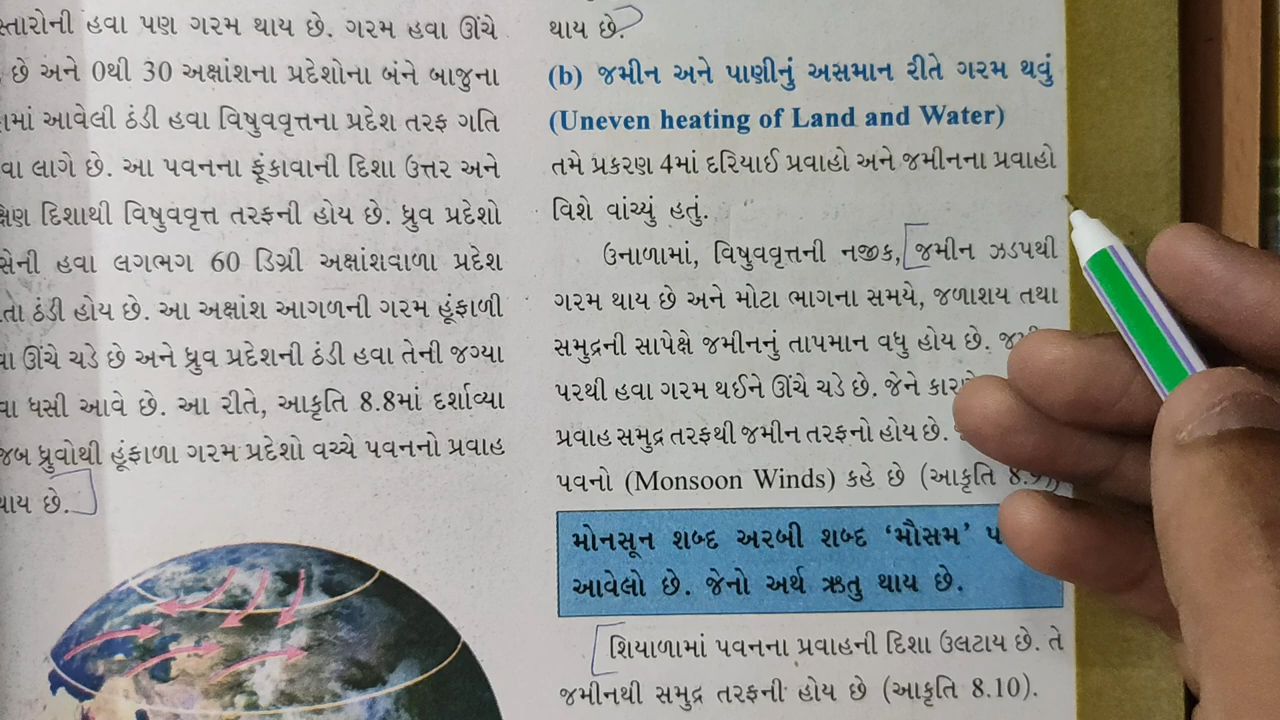 હવા પણ ગરમ થાય છે. ગરમ હવા ઊંચે
છે અને 0થી 30 અક્ષાંશના પ્રદેશોના બંને બાજુના
આવેલી ઠંડી હવા વિષુવવૃત્તના પ્રદેશ તરફ ગતિ
લાગે છે. આ પવનના ફૂંકાવાની દિશા ઉત્તર અને
દિશાથી વિષુવવૃત્ત તરફની હોય છે. ધ્રુવ પ્રદેશો
હવા લગભગ 60 ડિગ્રી અક્ષાંશવાળા પ્રદેશ
ઠંડી હોય છે. આ અક્ષાંશ આગળની ગરમ હૂંફાળી
ઊંચે ચડે છે અને ધ્રુવ પ્રદેશની ઠંડી હવા તેની જગ્યા
ધસી આવે છે. આ રીતે, આકૃતિ 8.8માં દર્શાવ્યા
ધ્રુવોથી હૂંફાળા ગરમ પ્રદેશો વચ્ચે પવનનો પ્રવાહ
છે.
થાય છે.
(b) જમીન અને પાણીનું અસમાન રીતે ગરમ થવું
(Uneven heating of Land and Water)
તમે પ્રકરણ 4માં દરિયાઈ પ્રવાહો અને જમીનના પ્રવાહો
વિશે વાંચ્યું હતું.
ઉનાળામાં, વિષુવવૃત્તની નજીક, જમીન ઝડપથી
ગરમ થાય છે અને મોટા ભાગના સમયે, જળાશય તથા
સમુદ્રની સાપેક્ષે જમીનનું તાપમાન વધુ હોય છે.
પરથી હવા ગરમ થઈને ઊંચે ચડે છે. જેને
પ્રવાહ સમુદ્ર તરફથી જમીન તરફનો હોય છે.
પવનો (Monsoon Winds) કહે છે (આકૃતિ 8.9)
મોનસૂન શબ્દ અરબી શબ્દ ‘મૌસમ’
આવેલો છે. જેનો અર્થ ઋતુ થાય છે.
શિયાળામાં પવનના પ્રવાહની દિશા ઉલટાય છે. તે
જમીનથી સમુદ્ર તરફની હોય છે (આકૃતિ 8.10).